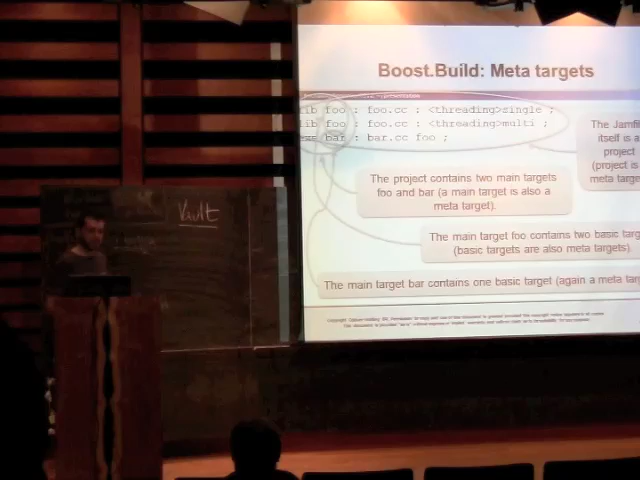 Boost.Build: Meta targets
lib foo : foo.cc : <threading>single ;
lib foo : foo.cc : <threading>multi ;
exe bar : bar.cc foo ;
The Jamfil
itself is a
project
(project is
meta targe
The project contains two main targets
foo and bar (a main target is also a
meta target).
The main target foo contains two basic targ
(basic targets are also meta targets)
The main target bar contains one basic target (again a meta tar
Vault